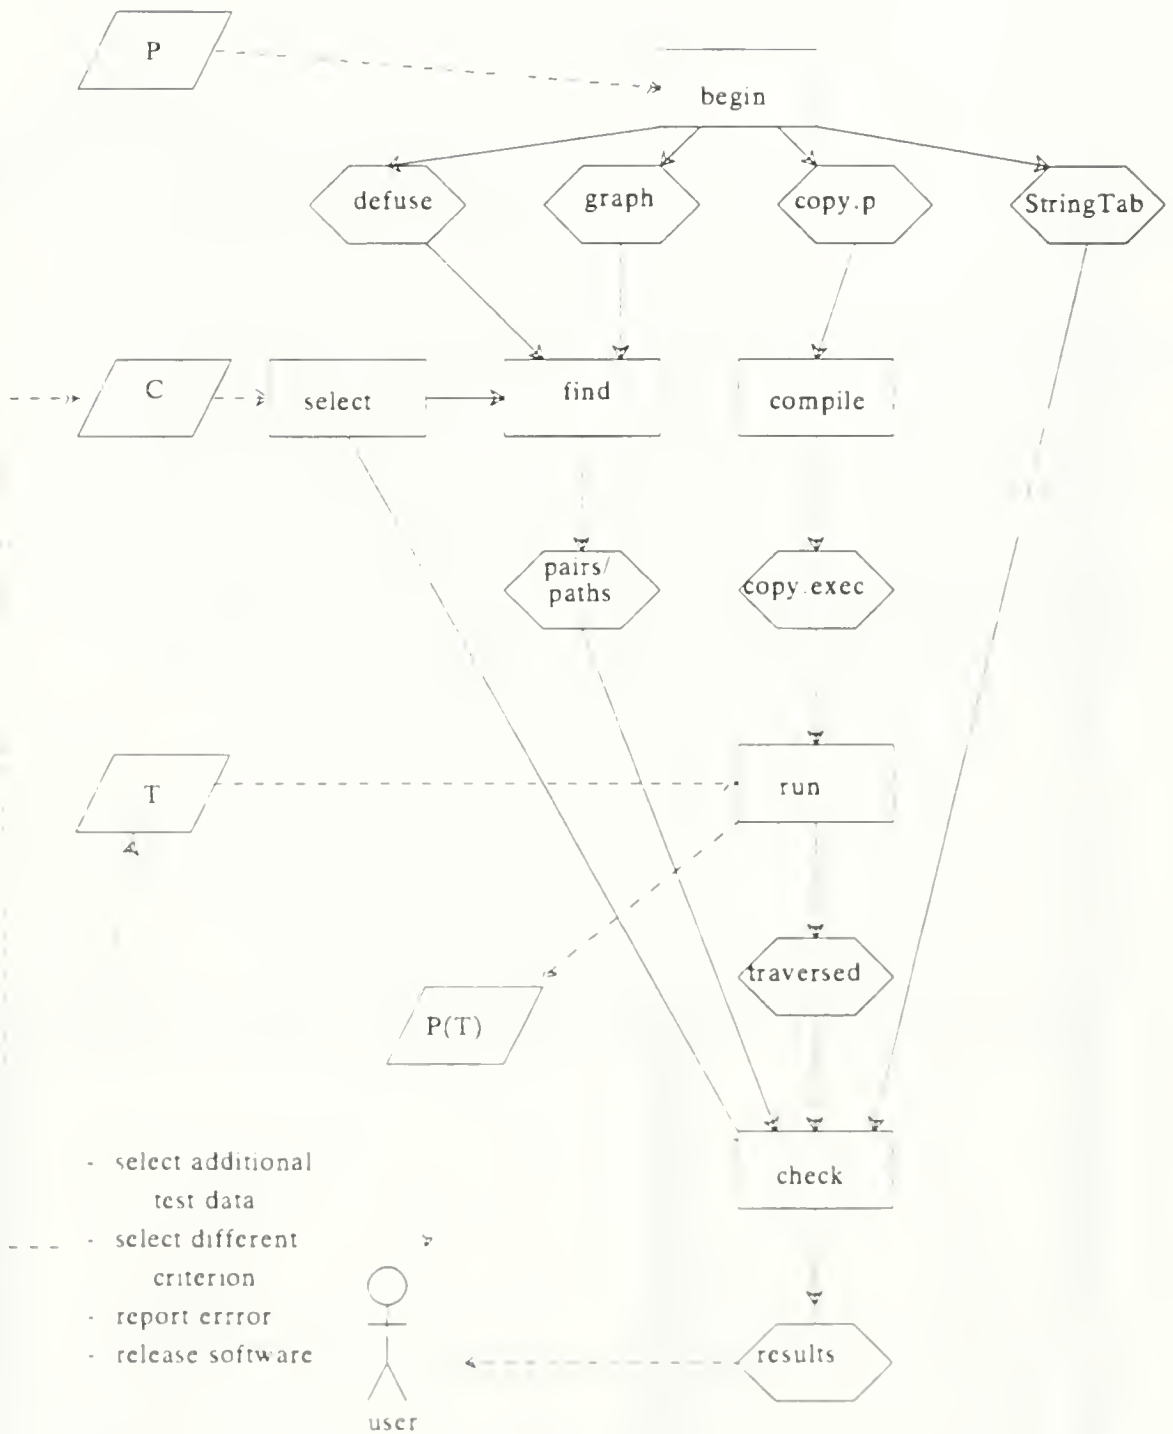 P
begin
defuse
graph
copy.p
StringTab
C
select
find
compile
pairs/
paths
copy.exec
T
run
traversed
P(T)
check
- select additional
test data
- select different
criterion
- report errror
- release software
results
user